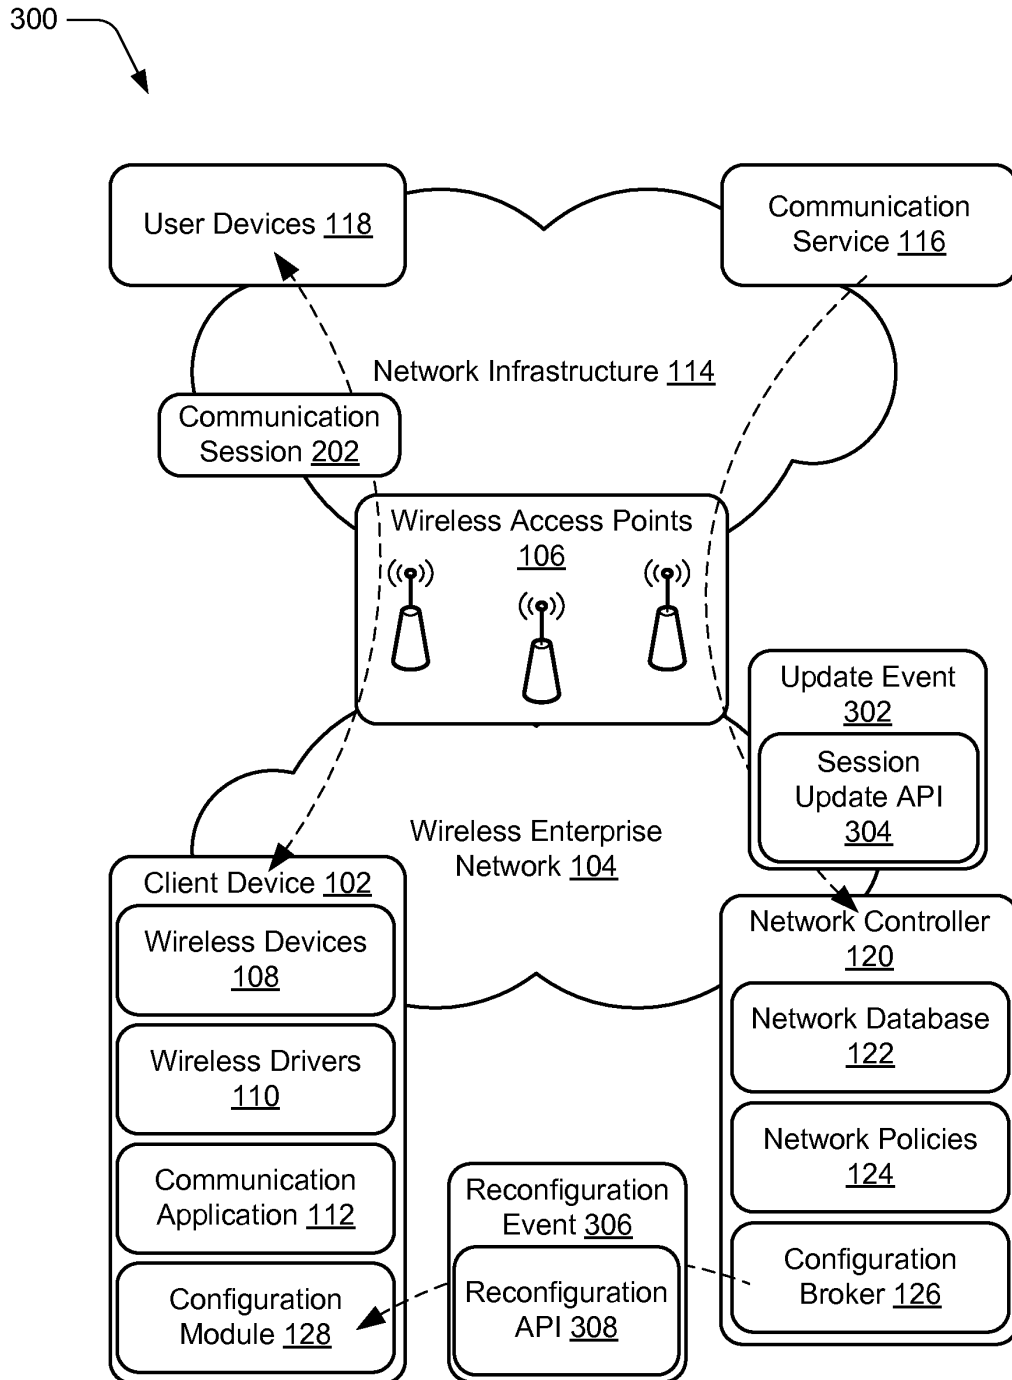 300
User Devices 118
Communication
Service 116
Network Infrastructure 114
Communication
Session 202
Wireless Access Points
106
Update Event
302
Session
Update API
304
Wireless Enterprise
Network 104
Client Device 102
Wireless Devices
108
Wireless Drivers
110
Communication
Application 112
Configuration
Module 128
Reconfiguration
Event 306
Reconfiguration
API 308
Network Controller
120
Network Database
122
Network Policies
124
Configuration
Broker 126